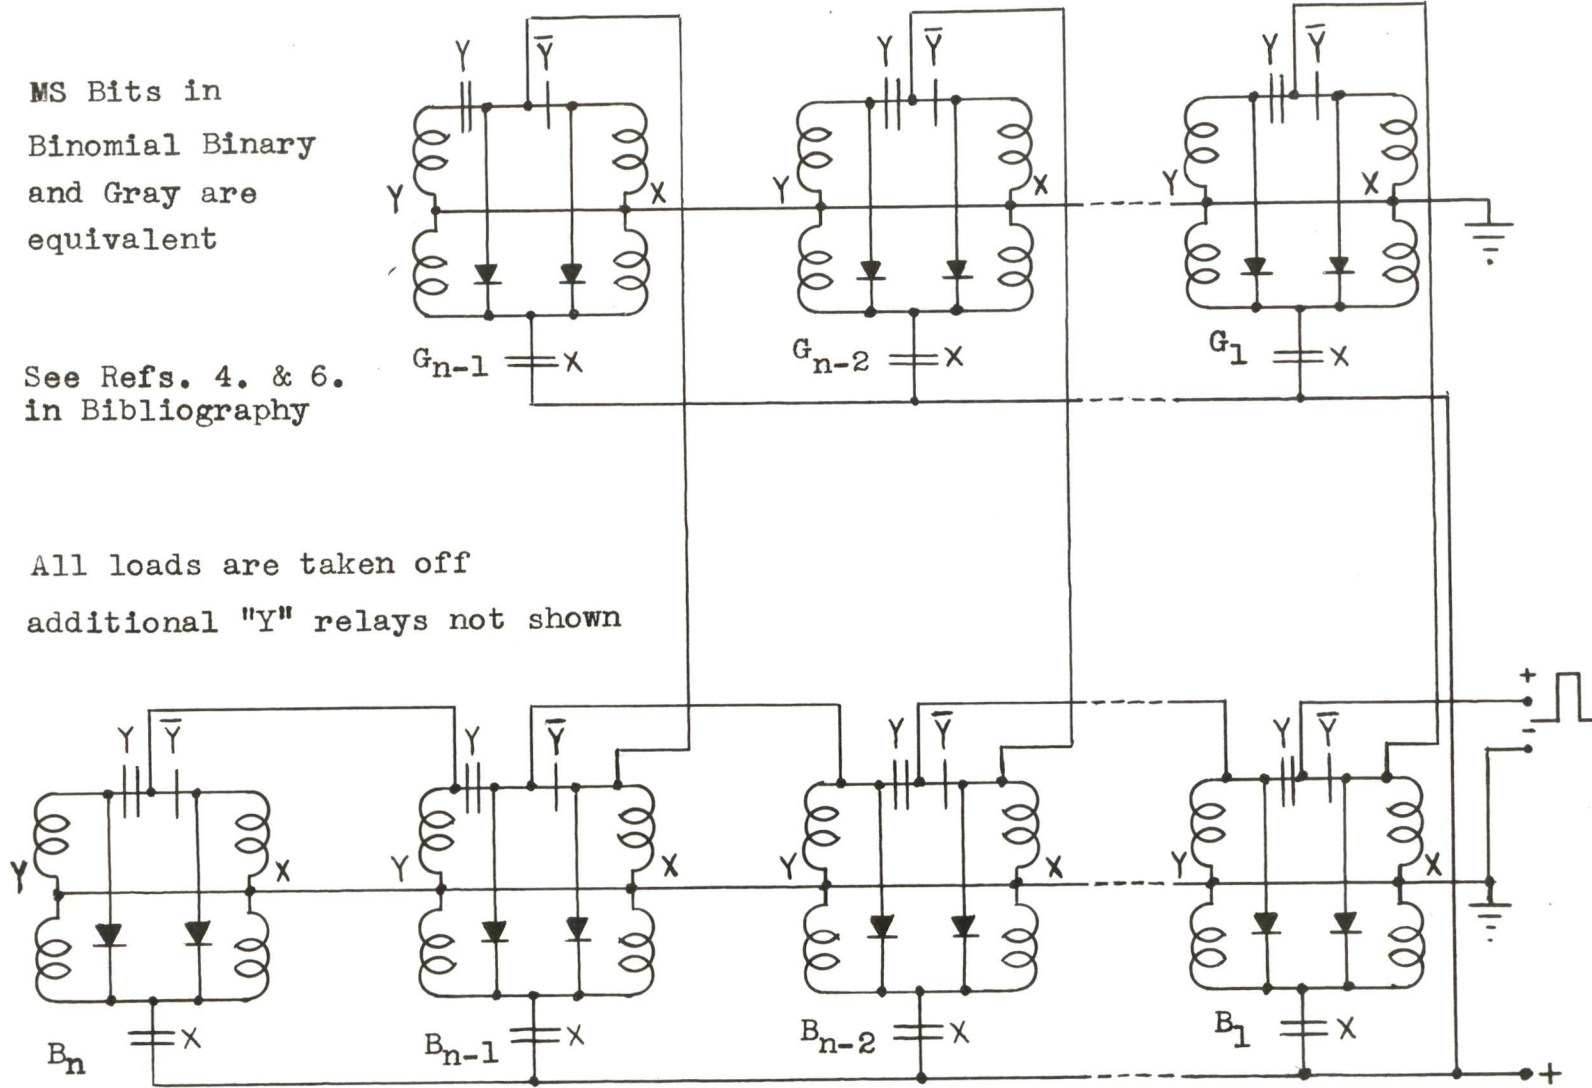 MS Bits in
Binomial Binary
and Gray are
equivalent
See Refs. 4. & 6.
in Bibliography
All loads are taken off
additional "Y" relays not shown
Y Y̅ Y Y̅ Y Y̅
Y X Y X Y X
Gn-1 X Gn-2 X G1 X
+
-
Y Y̅ Y Y̅ Y Y̅ Y Y̅
Y X Y X Y X Y X
Bn X Bn-1 X Bn-2 X B1 X
+